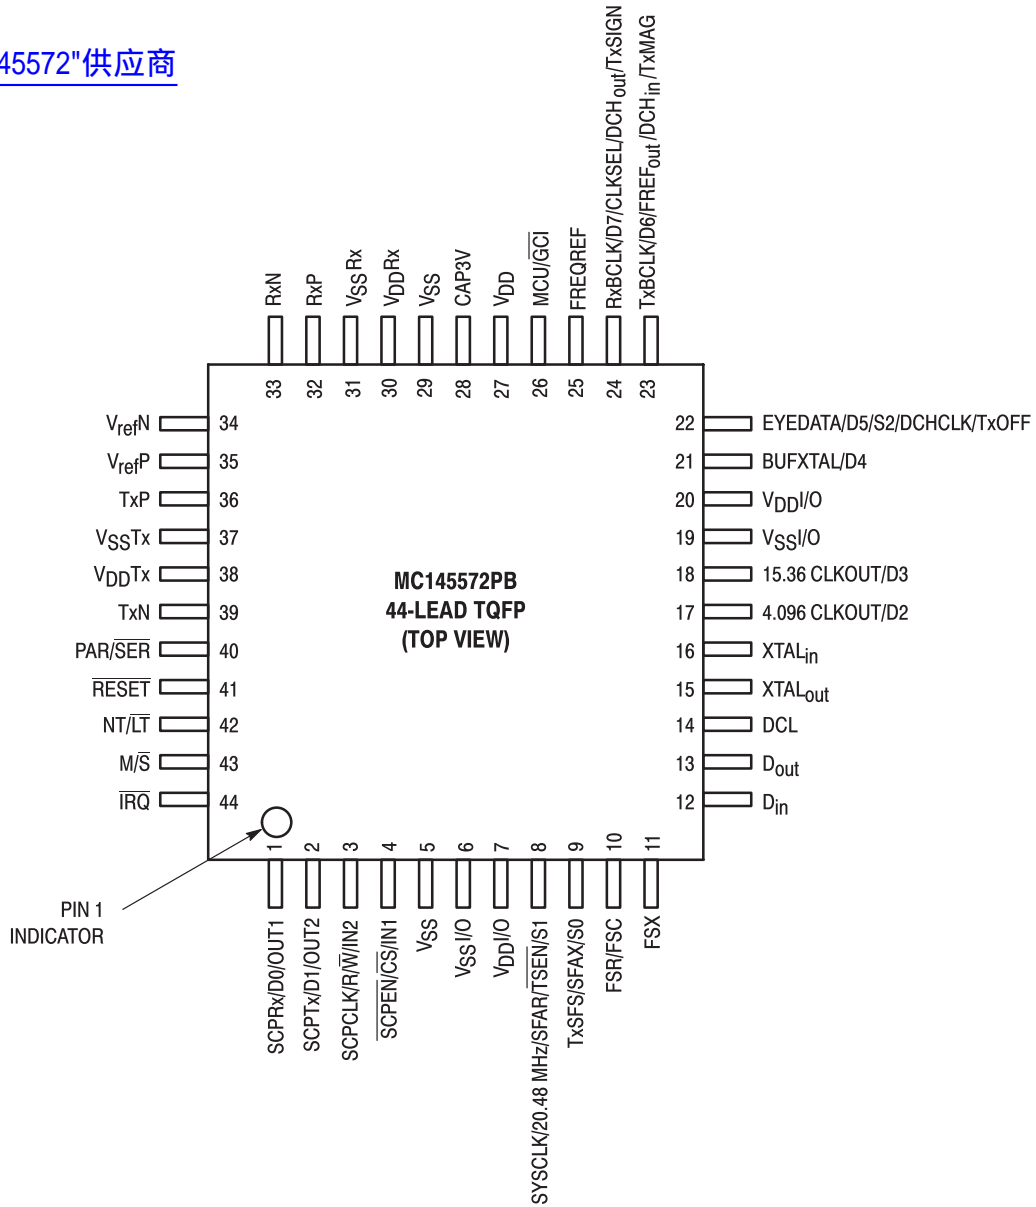 45572"供应商
RxN
RxP
VSSRx
VDDRx
VSS
CAP3V
VDD
MCU/GCI
FREQREF
RxBCLK/D7/CLKSEL/DCHout/TxSIGN
TxBCLK/D6/FREFout/DCHin/TxMAG
33
32
31
30
29
28
27
26
25
24
23
VrefN 34
VrefP 35
TxP 36
VSSTx 37
VDDTx 38
TxN 39
PAR/SER 40
RESET 41
NT/LT 42
M/S 43
IRQ 44
MC145572PB
44-LEAD TQFP
(TOP VIEW)
22 EYEDATA/D5/S2/DCHCLK/TxOFF
21 BUFXTAL/D4
20 VDDI/O
19 VSSI/O
18 15.36 CLKOUT/D3
17 4.096 CLKOUT/D2
16 XTALin
15 XTALout
14 DCL
13 Dout
12 Din
1
2
3
4
5
6
7
8
9
10
11
PIN 1
INDICATOR
SCPRx/D0/OUT1
SCPTx/D1/OUT2
SCPCLK/R/W/IN2
SCPEN/CS/IN1
VSS
VSSI/O
VDDI/O
SYSCLK/20.48 MHz/SFAR/TSEN/S1
TxSFS/SFAX/S0
FSR/FSC
FSX